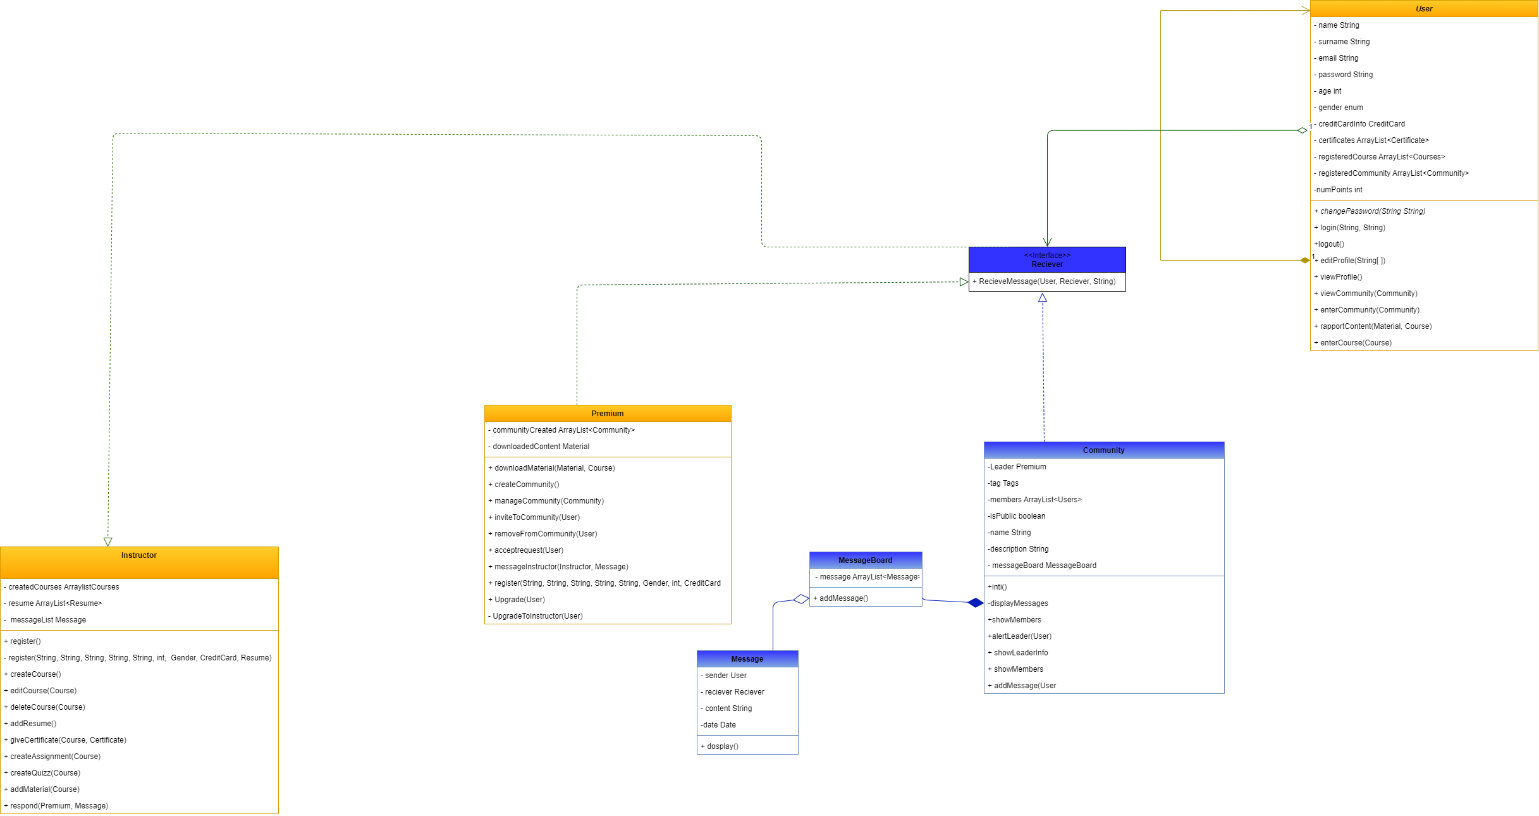 User
- name String
- surname String
- email String
- password String
- age int
- gender enum
- creditCardInfo CreditCard
1
- certificates ArrayList<Certificate>
- registeredCourse ArrayList<Courses>
- registeredCommunity ArrayList<Community>
-numPoints int
+ changePassword(String String)
+ login(String, String)
+logout()
1
+ editProfile(String[ ])
+ viewProfile()
+ viewCommunity(Community)
+ enterCommunity(Community)
+ rapportContent(Material, Course)
+ enterCourse(Course)
<<Interface>>
Reciever
+ RecieveMessage(User, Reciever, String)
Premium
- communityCreated ArrayList<Community>
- downloadedContent Material
+ downloadMaterial(Material, Course)
+ createCommunity()
+ manageCommunity(Community)
+ inviteToCommunity(User)
+ removeFromCommunity(User)
+ acceptrequest(User)
+ messageInstructor(Instructor, Message)
+ register(String, String, String, String, String, Gender, int, CreditCard
+ Upgrade(User)
- UpgradeToInstructor(User)
Community
-Leader Premium
-tag Tags
-members ArrayList<Users>
-isPublic boolean
-name String
-description String
- messageBoard MessageBoard
+inti()
-displayMessages
+showMembers
+alertLeader(User)
+ showLeaderInfo
+ showMembers
+ addMessage(User
MessageBoard
- message ArrayList<Message>
+ addMessage()
Message
- sender User
- reciever Reciever
- content String
-date Date
+ dosplay()
Instructor
- createdCourses ArraylistCourses
- resume ArrayList<Resume>
- messageList Message
+ register()
- register(String, String, String, String, String, int, Gender, CreditCard, Resume)
+ createCourse()
+ editCourse(Course)
+ deleteCourse(Course)
+ addResume()
+ giveCertificate(Course, Certificate)
+ createAssignment(Course)
+ createQuizz(Course)
+ addMaterial(Course)
+ respond(Premium, Message)